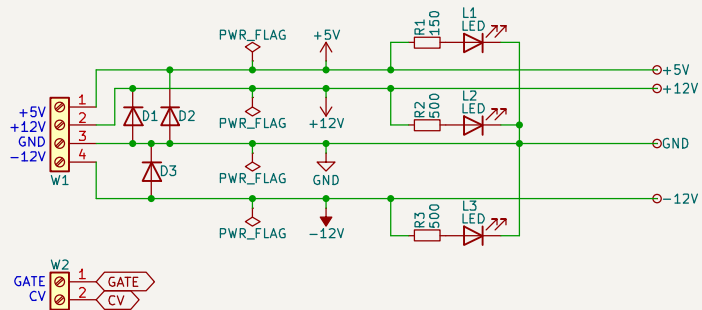 PWR_FLAG
+5V
R1
150
L1
LED
+5V
+12V
1
2
3
4
+5V
+12V
GND
-12V
W1
D1
D2
D3
PWR_FLAG
+12V
R2
500
L2
LED
GND
PWR_FLAG
GND
-12V
PWR_FLAG
-12V
R3
500
L3
LED
W2
GATE
CV
1
2
GATE
CV